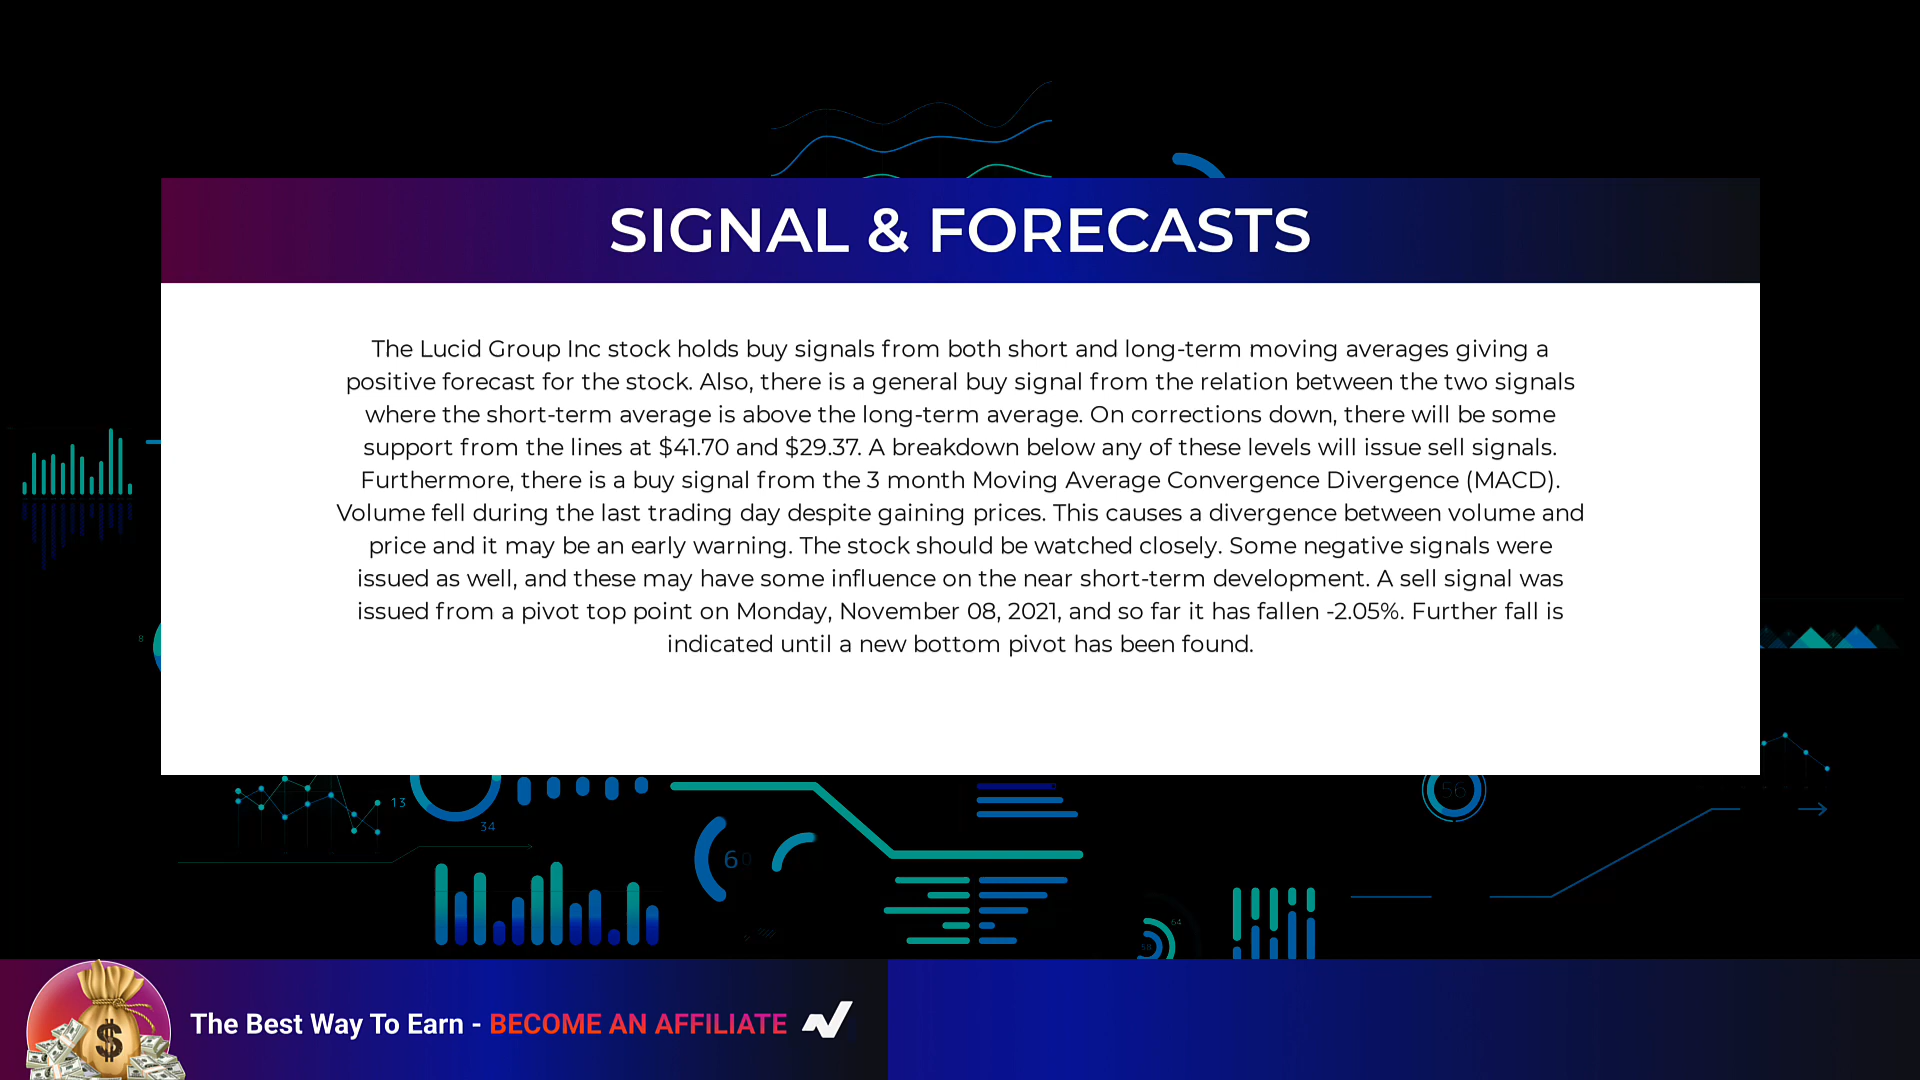 SIGNAL & FORECASTS
The Lucid Group Inc stock holds buy signals from both short and long-term moving averages giving a
positive forecast for the stock. Also, there is a general buy signal from the relation between the two signals
where the short-term average is above the long-term average. On corrections down, there will be some
support from the lines at $41.70 and $29.37. A breakdown below any of these levels will issue sell signals.
Furthermore, there is a buy signal from the 3 month Moving Average Convergence Divergence (MACD).
Volume fell during the last trading day despite gaining prices. This causes a divergence between volume and
price and it may be an early warning. The stock should be watched closely. Some negative signals were
issued as well, and these may have some influence on the near short-term development. A sell signal was
issued from a pivot top point on Monday, November 08, 2021, and so far it has fallen -2.05%. Further fall is
indicated until a new bottom pivot has been found.
8
13
34
56
60
64
58
$
The Best Way To Earn - BECOME AN AFFILIATE